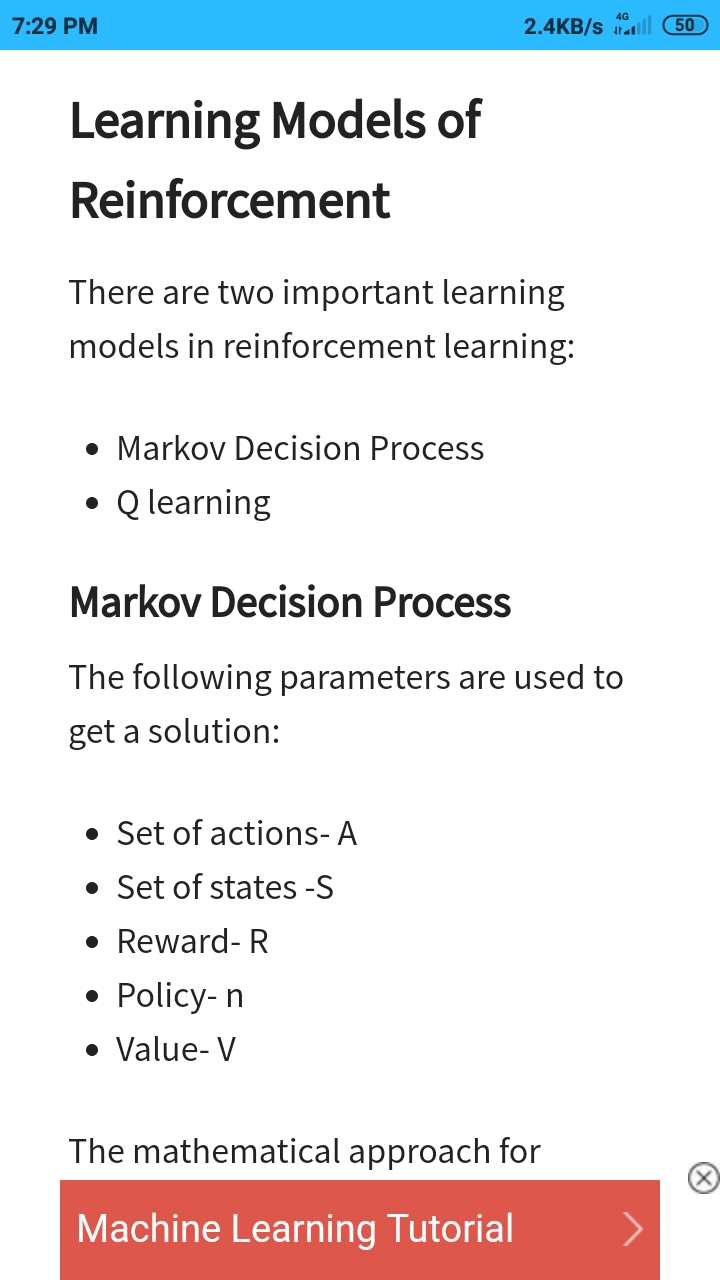 7:29 PM 2.4KB/s 4G 50
Learning Models of
Reinforcement
There are two important learning
models in reinforcement learning:
• Markov Decision Process
• Q learning
Markov Decision Process
The following parameters are used to
get a solution:
• Set of actions- A
• Set of states -S
• Reward- R
• Policy- n
• Value- V
The mathematical approach for
Machine Learning Tutorial